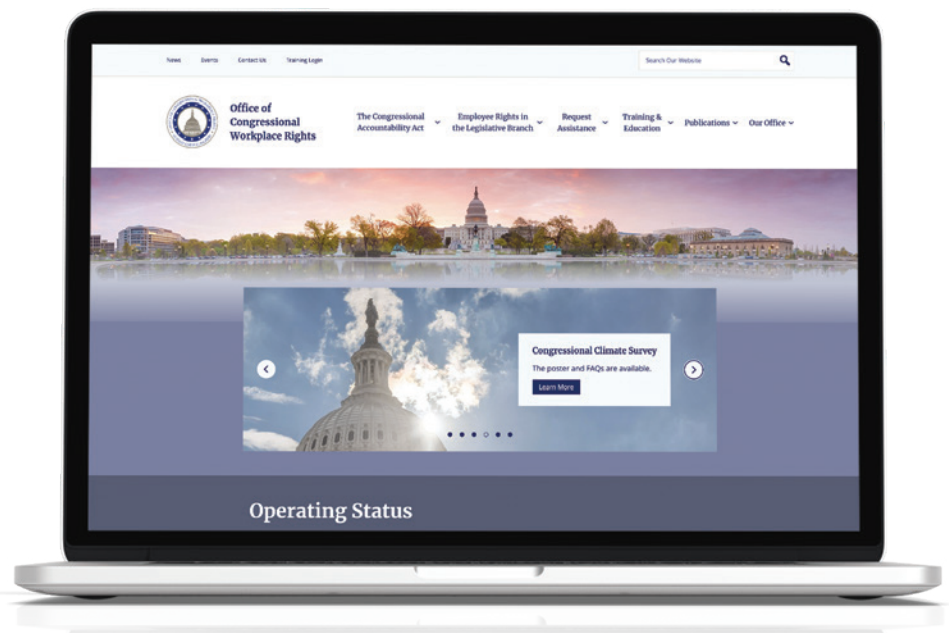 News Events Contact Us Training Login
Search Our Website
Office of
Congressional
Workplace Rights
The Congressional
Accountability Act
Employee Rights in
the Legislative Branch
Request
Assistance
Training &
Education
Publications
Our Office
Congressional Climate Survey
The poster and FAQs are available.
Learn More
Operating Status